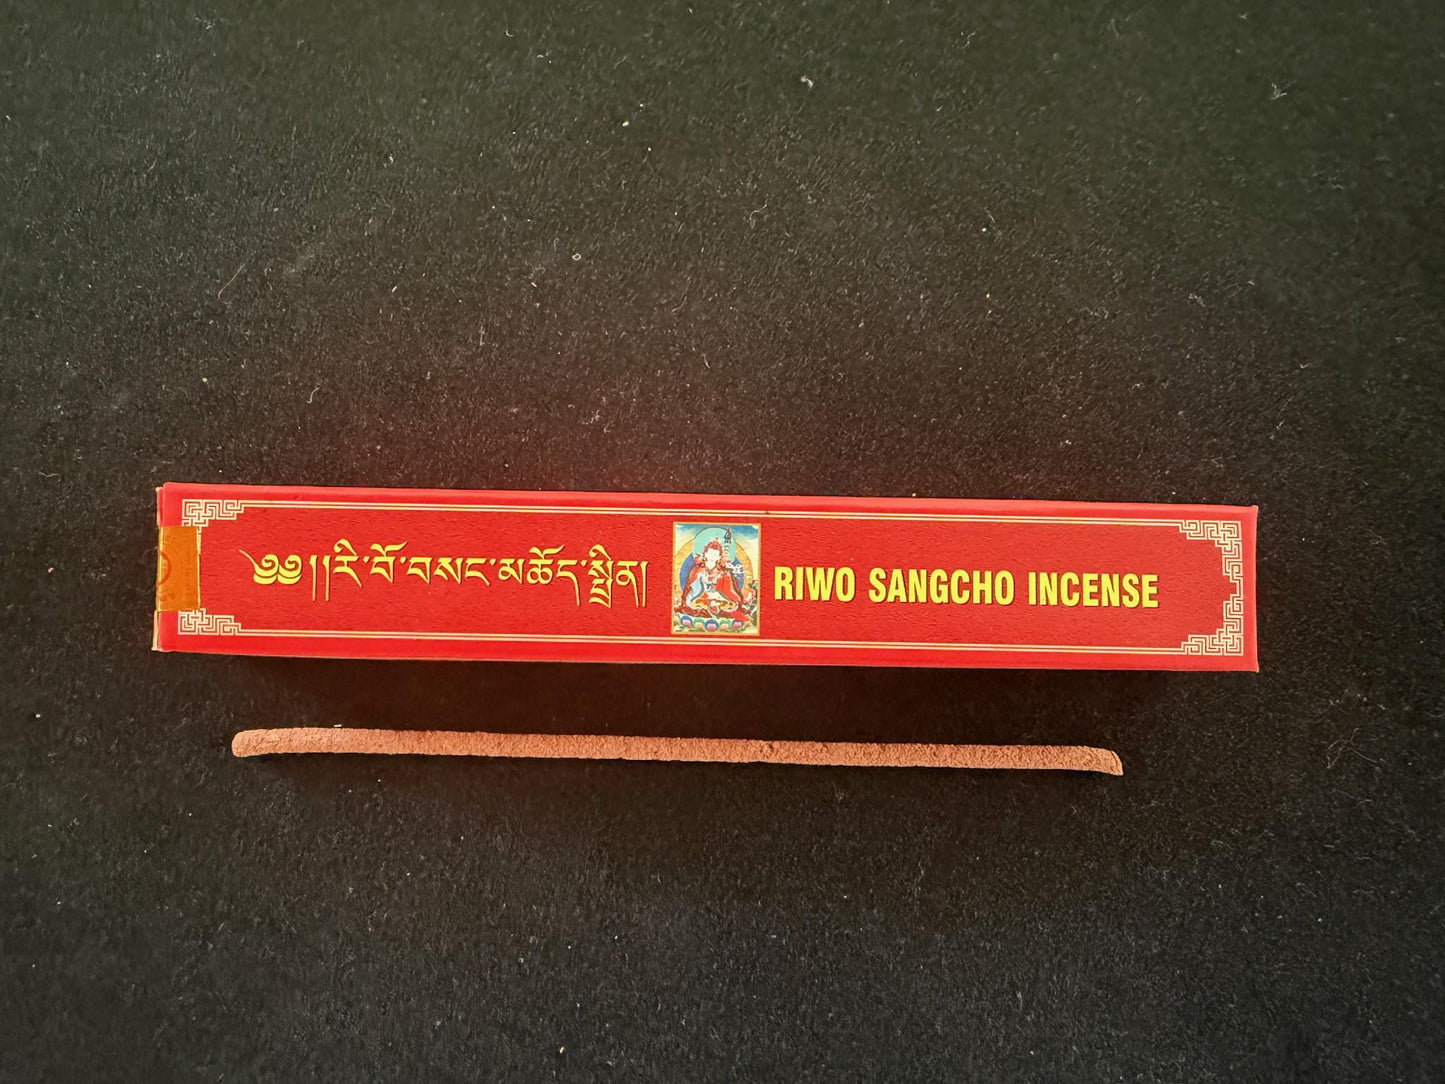 ༄༅།།རི་བོ་བསང་མཆོད་སྤྲིན།
RIWO SANGCHO INCENSE